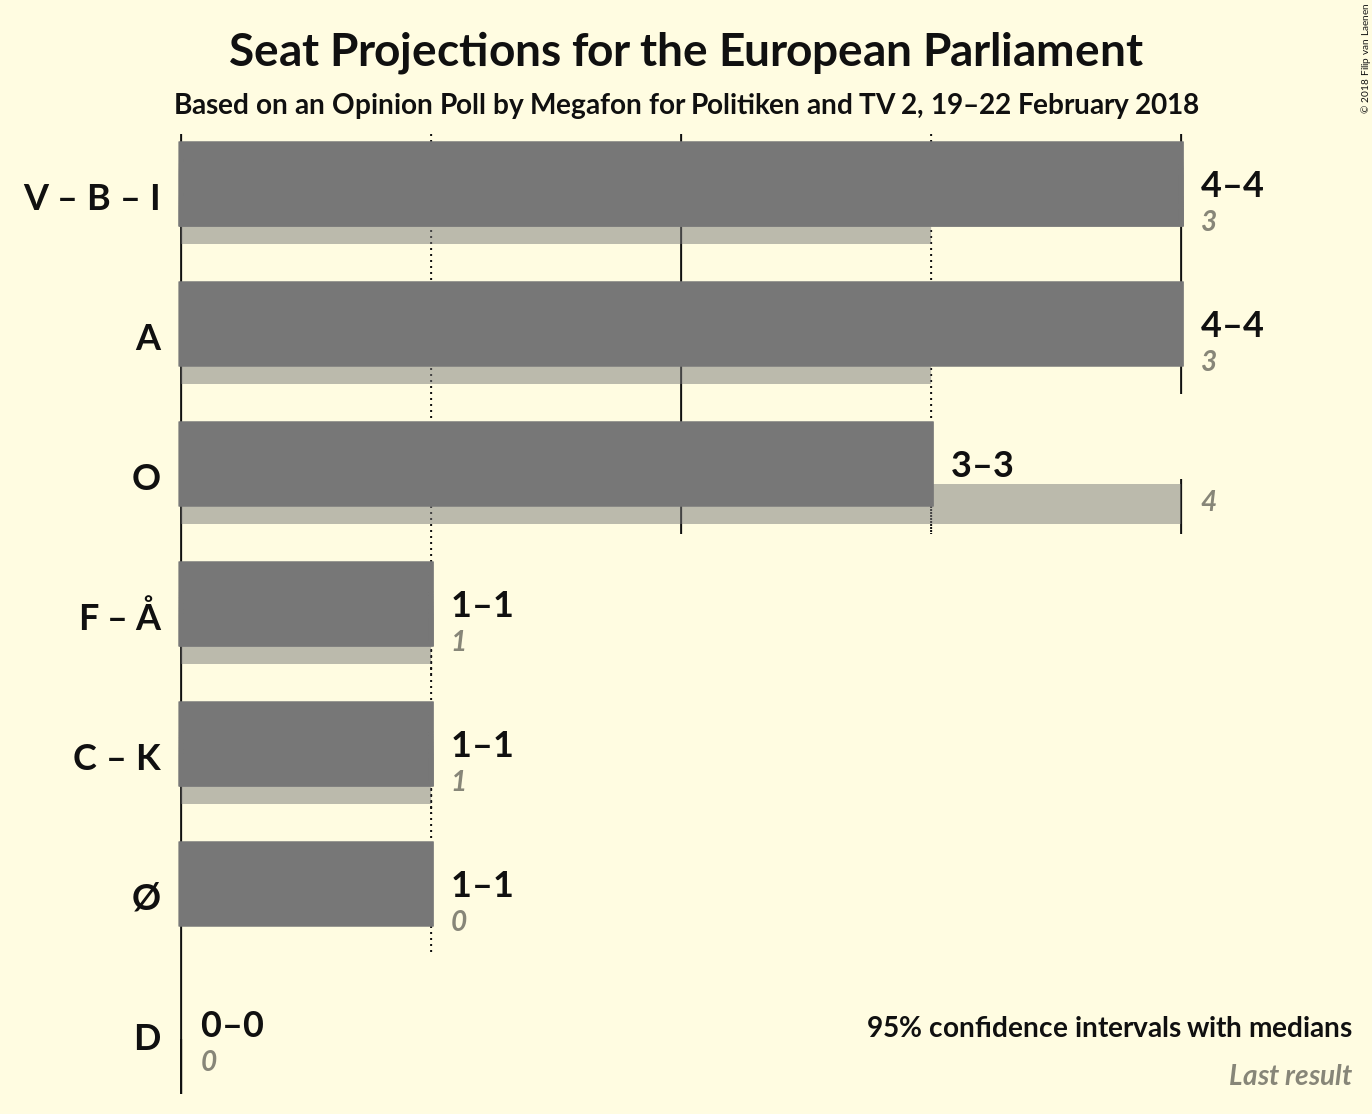 Seat Projections for the European Parliament
Based on an Opinion Poll by Megafon for Politiken and TV 2, 19–22 February 2018
© 2018 Filip van Laenen
V – B – I
4–4
3
A
4–4
3
O
3–3
4
F – Å
1–1
1
C – K
1–1
1
Ø
1–1
0
D
0–0
0
95% confidence intervals with medians
Last result